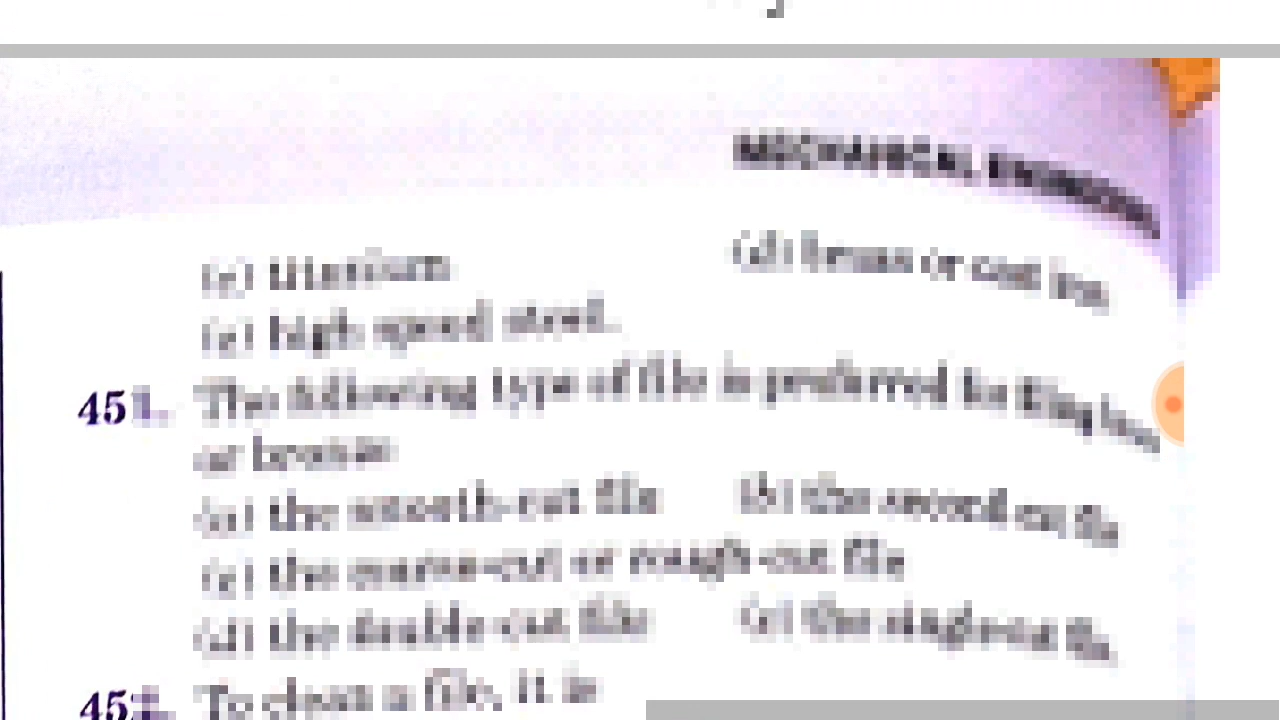 MECHANICAL ENGINEERING
(c) titanium (d) brass or cast iron
(e) high speed steel.
451. The following type of file is preferred for filing brass
or bronze
(a) the smooth-cut file (b) the second cut file
(c) the coarse-cut or rough-cut file
(d) the double cut file (e) the single-cut file.
452. To clean a file, it is